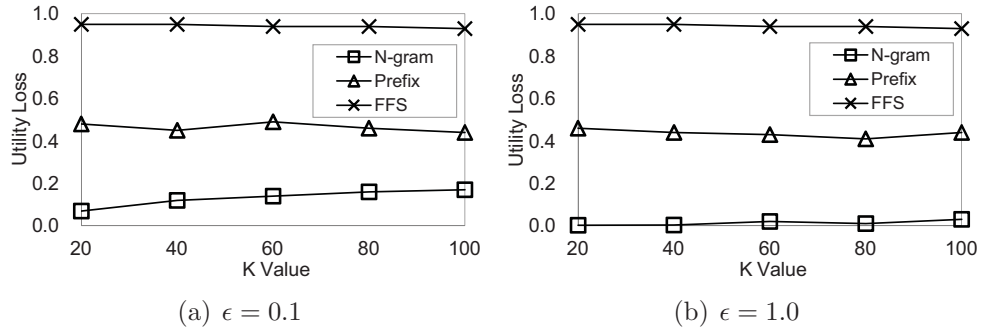 1.0
0.8
0.6
0.4
0.2
0.0
Utility Loss
N-gram
Prefix
FFS
20 40 60 80 100
K Value
(a) ϵ = 0.1
1.0
0.8
0.6
0.4
0.2
0.0
Utility Loss
N-gram
Prefix
FFS
20 40 60 80 100
K Value
(b) ϵ = 1.0